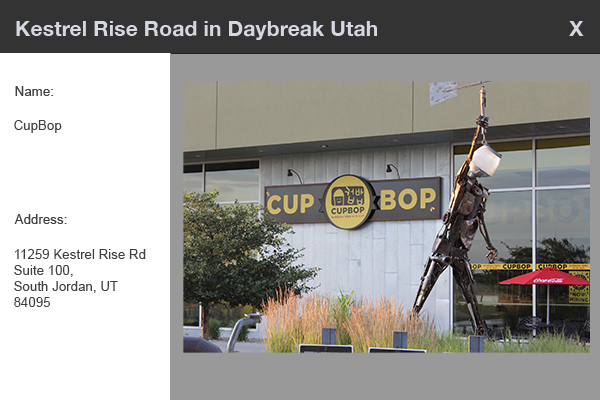 Kestrel Rise Road in Daybreak Utah
X
Name:
CupBop
Address:
11259 Kestrel Rise Rd
Suite 100,
South Jordan, UT
84095
CUP
CUPBOP
BOP
CUPBOP